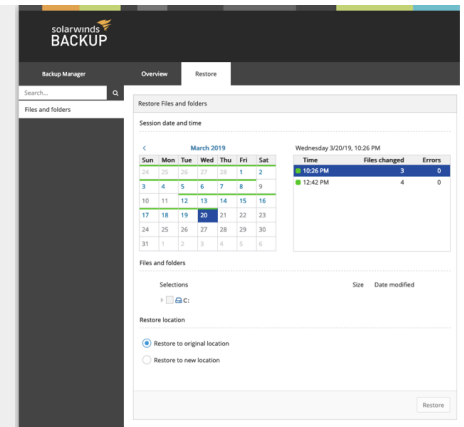 solarwinds
BACKUP
Backup Manager Overview Restore
Search...
Files and folders
Restore Files and folders
Session date and time
< March 2019
Sun Mon Tue Wed Thu Fri Sat
24 25 26 27 28 1 2
3 4 5 6 7 8 9
10 11 12 13 14 15 16
17 18 19 20 21 22 23
24 25 26 27 28 29 30
31 1 2 3 4 5 6
Wednesday 3/20/19, 10:26 PM
Time Files changed Errors
10:26 PM 3 0
12:42 PM 4 0
Files and folders
Selections Size Date modified
C:
Restore location
Restore to original location
Restore to new location
Restore